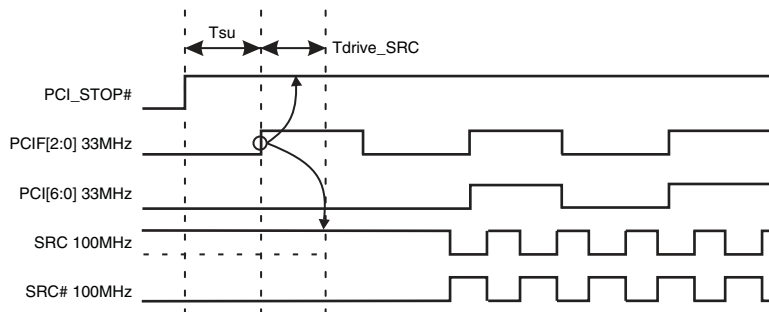 Tsu
Tdrive_SRC
PCI_STOP#
PCIF[2:0] 33MHz
PCI[6:0] 33MHz
SRC 100MHz
SRC# 100MHz